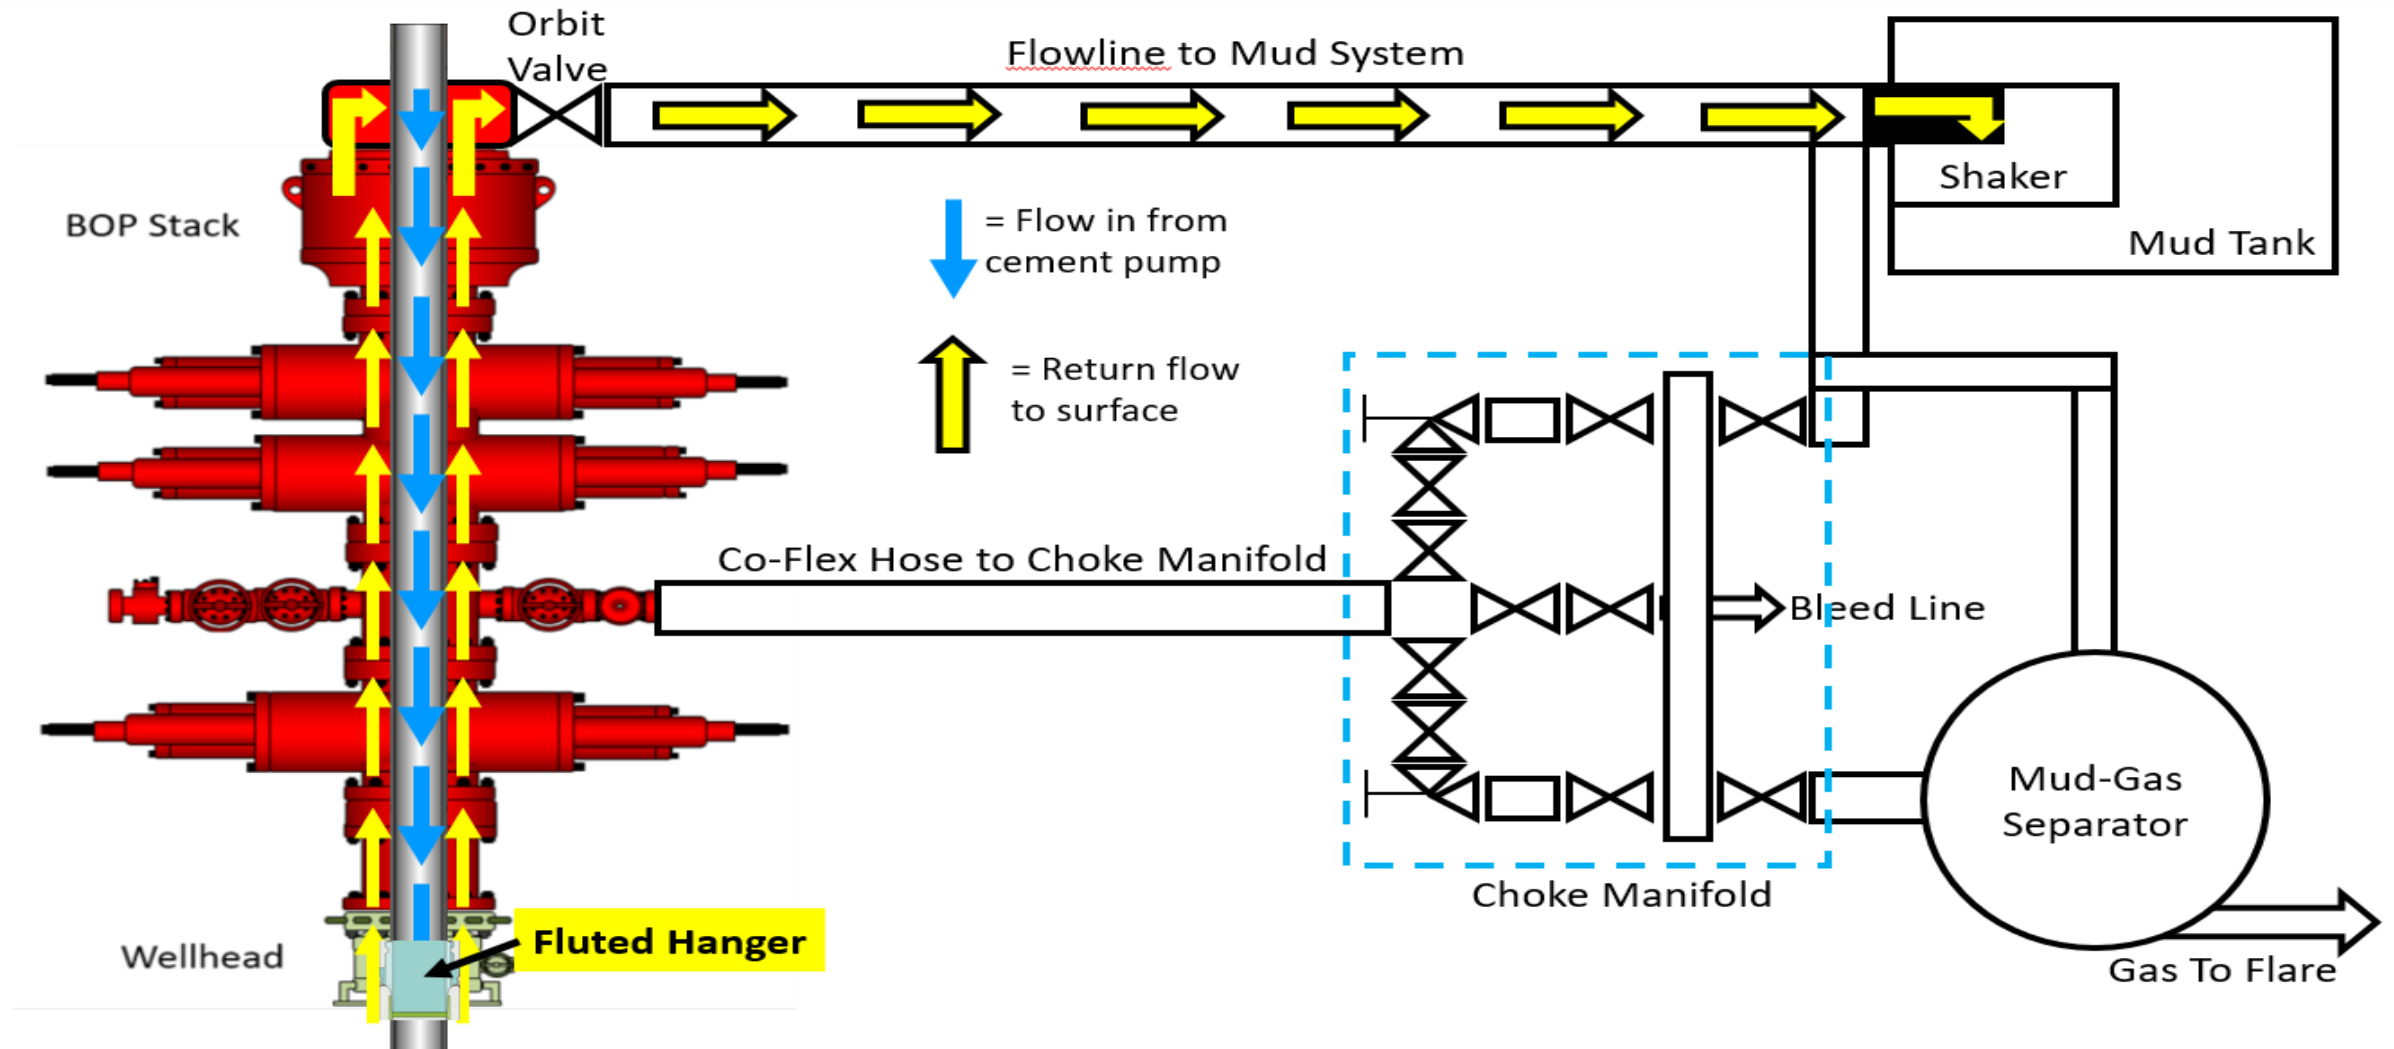 Orbit
Valve
Flowline to Mud System
BOP Stack
= Flow in from
cement pump
= Return flow
to surface
Shaker
Mud Tank
Co-Flex Hose to Choke Manifold
Bleed Line
Mud-Gas
Separator
Choke Manifold
Fluted Hanger
Wellhead
Gas To Flare